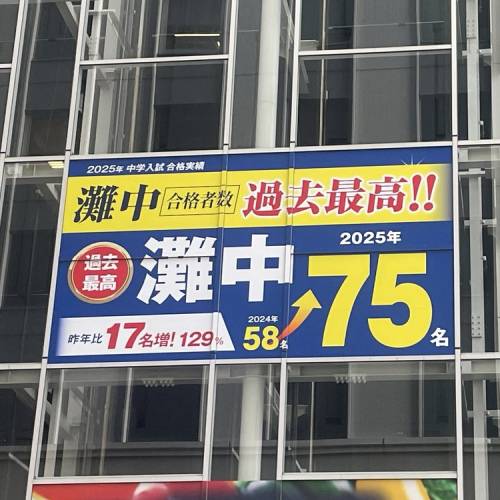 2025年 中学入試 合格実績
灘中 合格者数 過去最高!!
過去
最高
灘中
2025年
75名
2024年
58名
昨年比 17名増! 129%